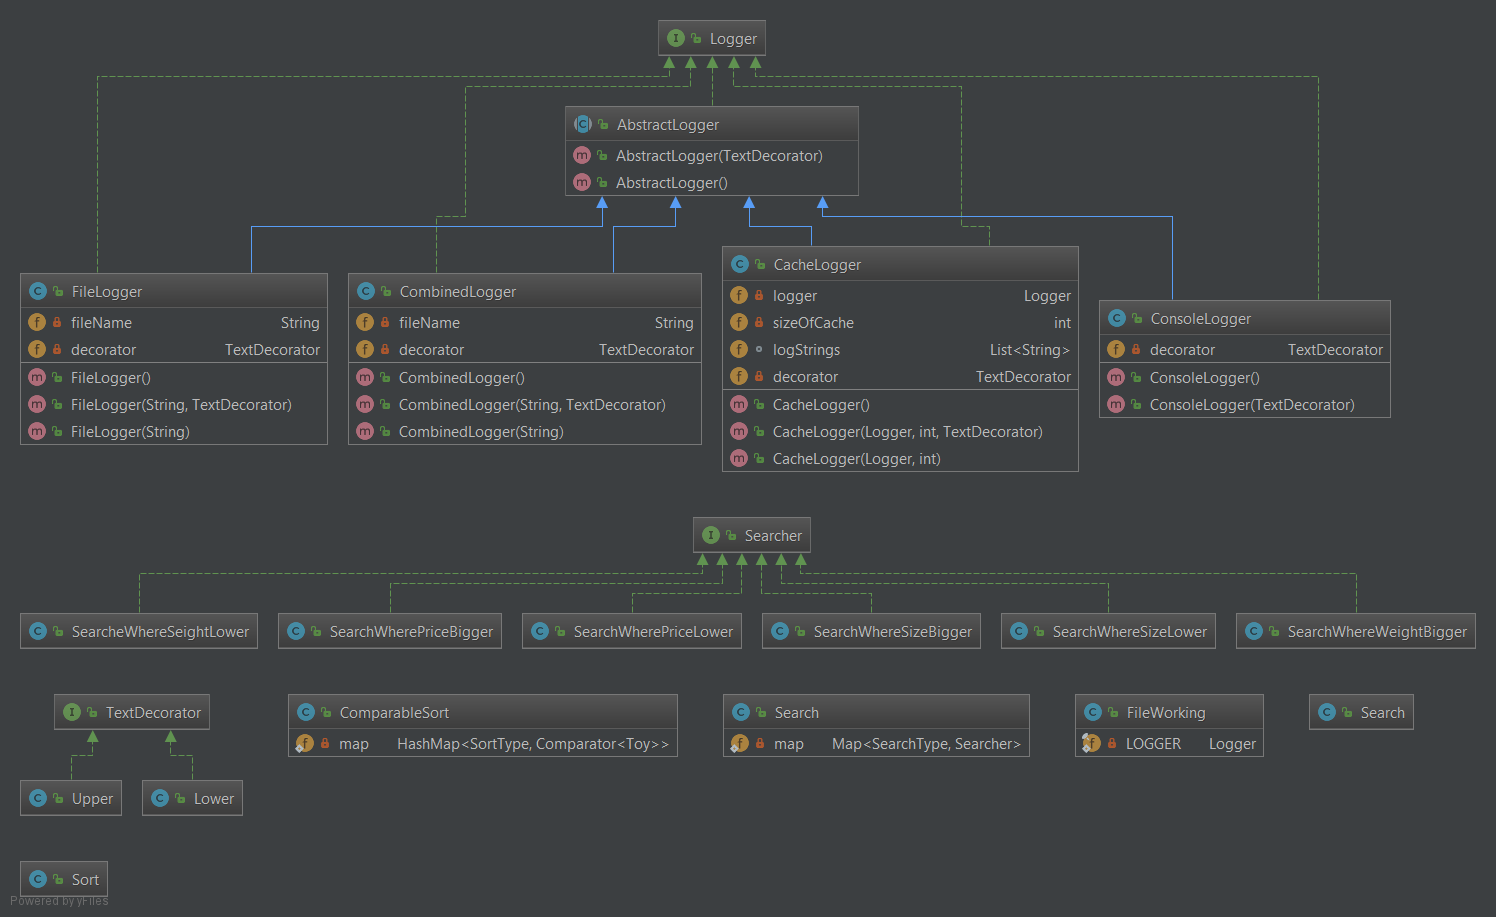 Logger
AbstractLogger
AbstractLogger(TextDecorator)
AbstractLogger()
FileLogger
fileName String
decorator TextDecorator
FileLogger()
FileLogger(String, TextDecorator)
FileLogger(String)
CombinedLogger
fileName String
decorator TextDecorator
CombinedLogger()
CombinedLogger(String, TextDecorator)
CombinedLogger(String)
CacheLogger
logger Logger
sizeOfCache int
logStrings List<String>
decorator TextDecorator
CacheLogger()
CacheLogger(Logger, int, TextDecorator)
CacheLogger(Logger, int)
ConsoleLogger
decorator TextDecorator
ConsoleLogger()
ConsoleLogger(TextDecorator)
Searcher
SearcheWhereSeightLower
SearchWherePriceBigger
SearchWherePriceLower
SearchWhereSizeBigger
SearchWhereSizeLower
SearchWhereWeightBigger
TextDecorator
Upper
Lower
ComparableSort
map HashMap<SortType, Comparator<Toy>>
Search
map Map<SearchType, Searcher>
FileWorking
LOGGER Logger
Search
Sort
Powered by yFiles